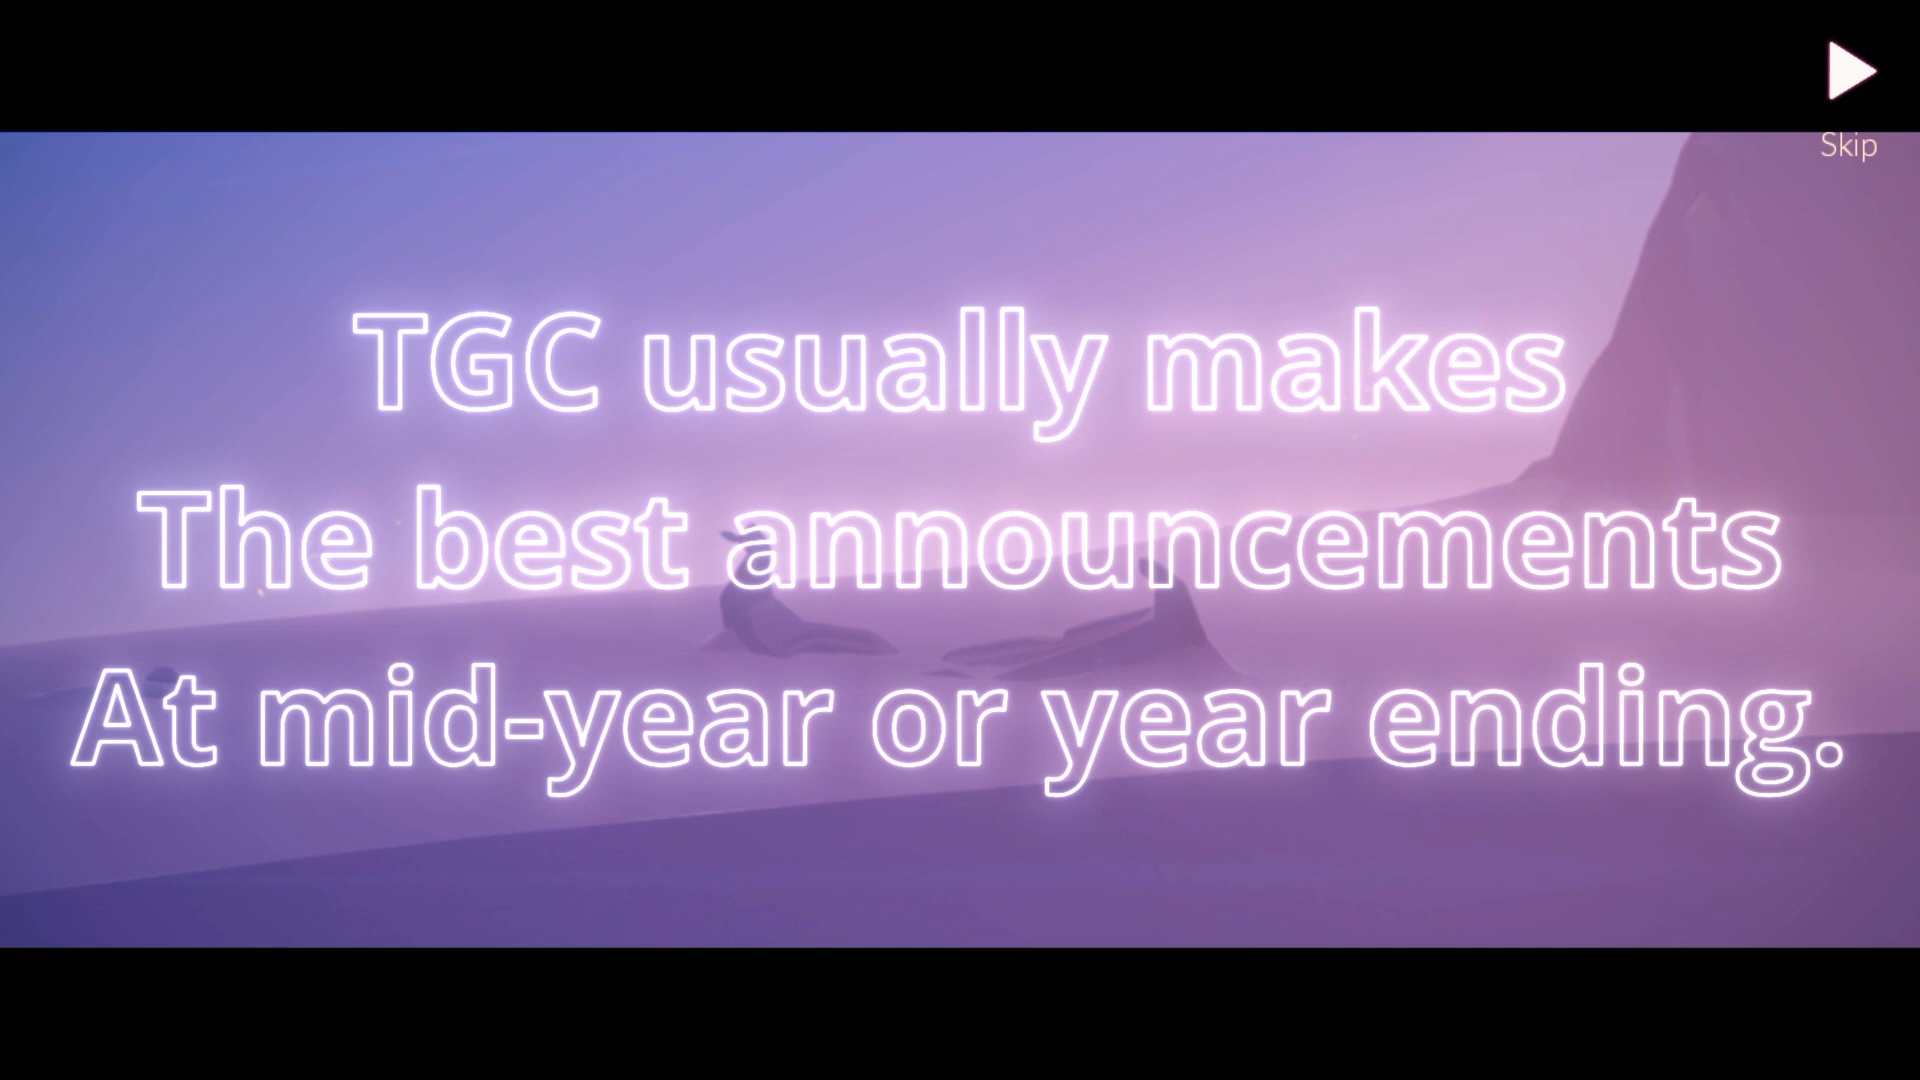 Skip
TGC usually makes
The best announcements
At mid-year or year ending.